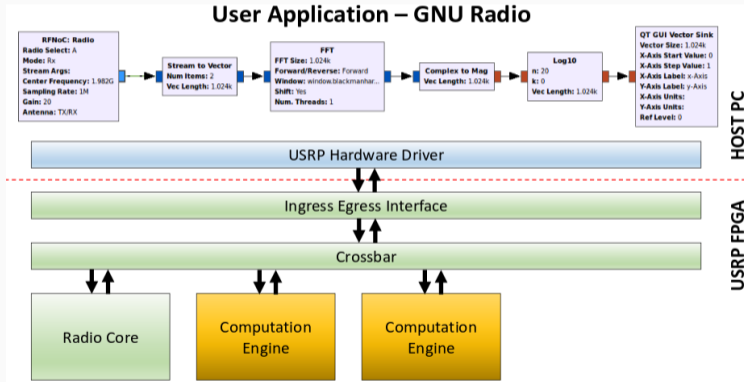 User Application – GNU Radio
RFNoC: Radio
Radio Select: A
Mode: Rx
Stream Args:
Center Frequency: 1.982G
Sampling Rate: 1M
Gain: 20
Antenna: TX/RX
Stream to Vector
Num Items: 2
Vec Length: 1.024k
FFT
FFT Size: 1.024k
Forward/Reverse: Forward
Window: window.blackmanhar...
Shift: Yes
Num. Threads: 1
Complex to Mag
Vec Length: 1.024k
Log10
n: 20
k: 0
Vec Length: 1.024k
QT GUI Vector Sink
Vector Size: 1.024k
X-Axis Start Value: 0
X-Axis Step Value: 1
X-Axis Label: x-Axis
Y-Axis Label: y-Axis
X-Axis Units:
Y-Axis Units:
Ref Level: 0
HOST PC
USRP Hardware Driver
Ingress Egress Interface
Crossbar
USRP FPGA
Radio Core
Computation
Engine
Computation
Engine